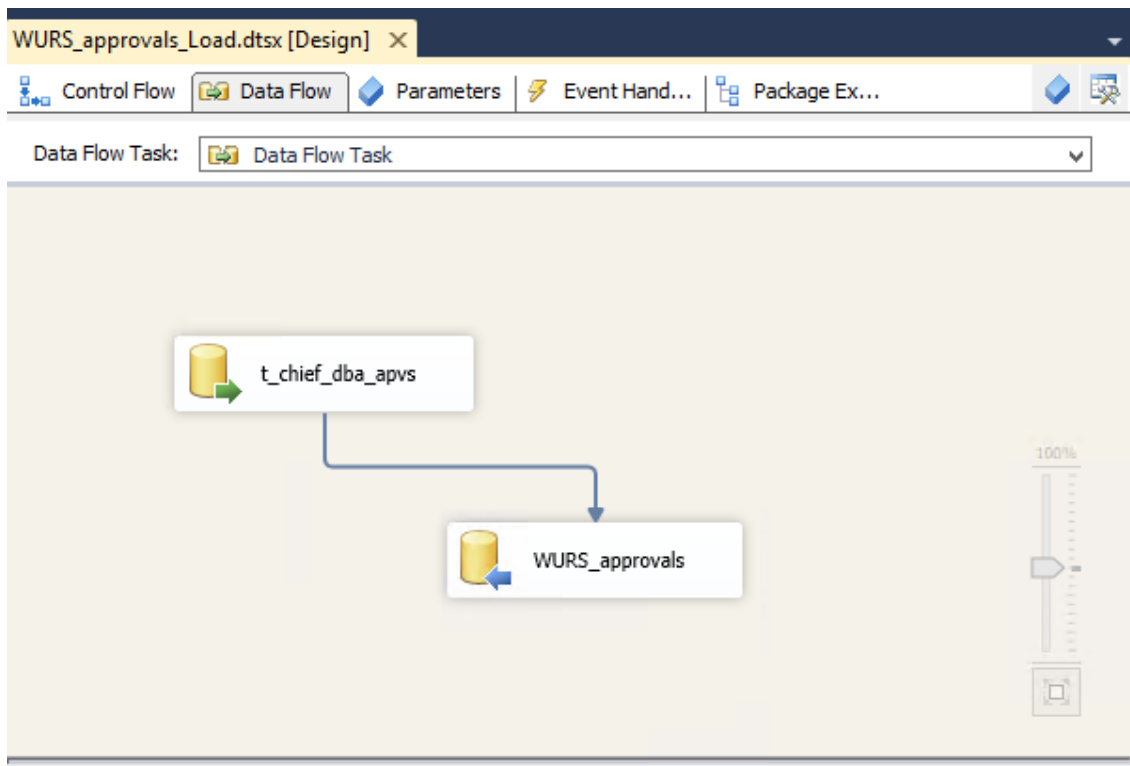 WURS_approvals_Load.dtsx [Design]
Control Flow Data Flow Parameters Event Hand... Package Ex...
Data Flow Task: Data Flow Task
t_chief_dba_apvs
100%
WURS_approvals